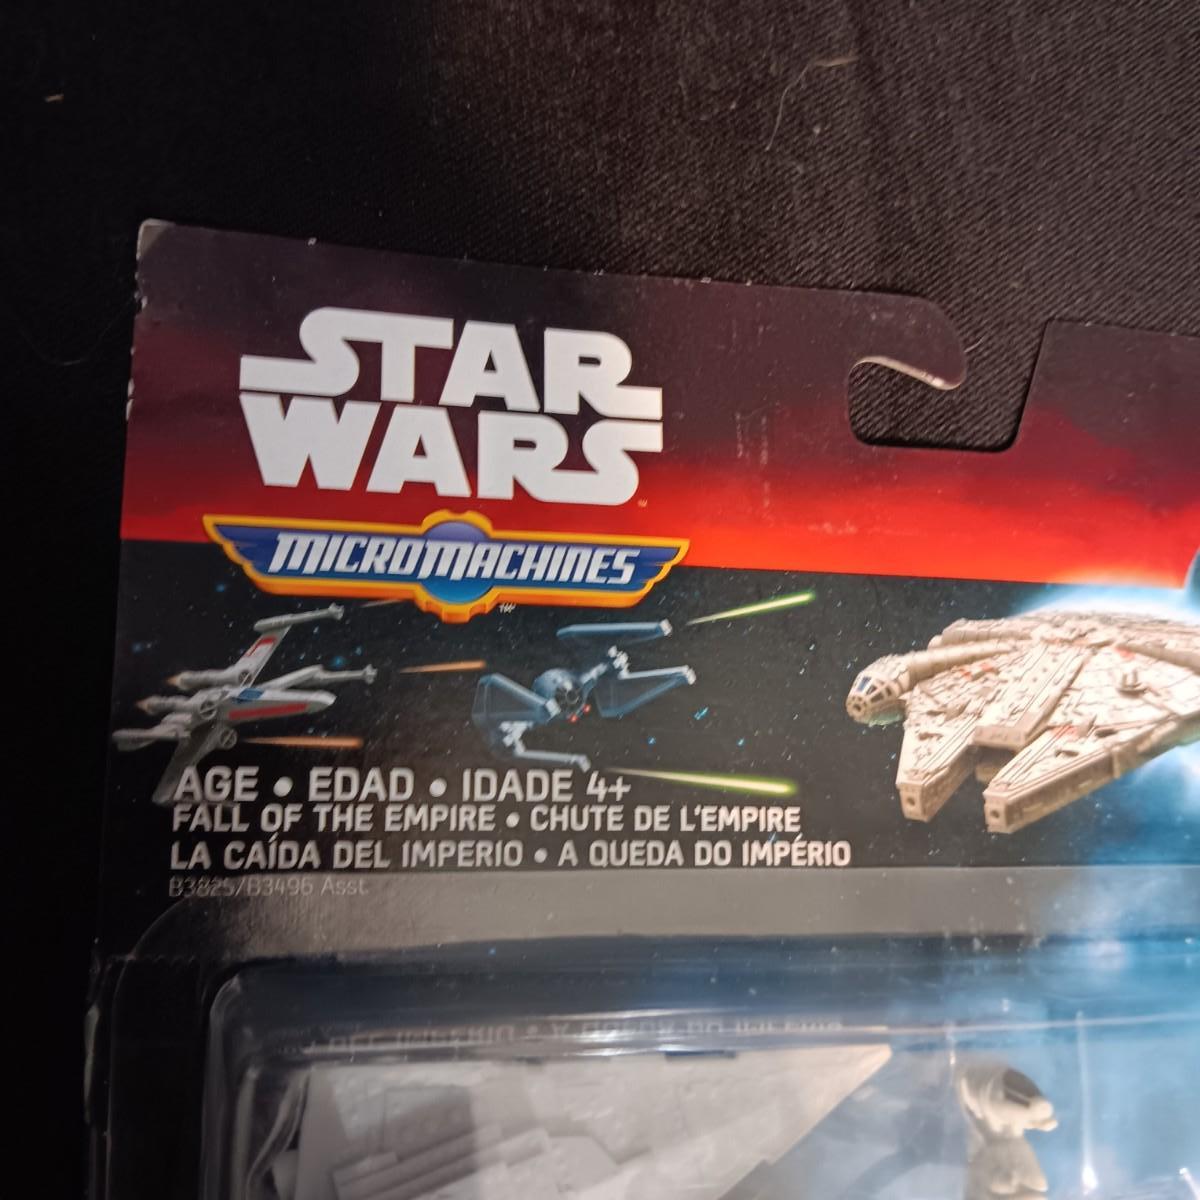 STAR
WARS
MICROMACHINES
AGE • EDAD • IDADE 4+
FALL OF THE EMPIRE • CHUTE DE L'EMPIRE
LA CAÍDA DEL IMPERIO • A QUEDA DO IMPÉRIO
B3825/B3496 Asst.